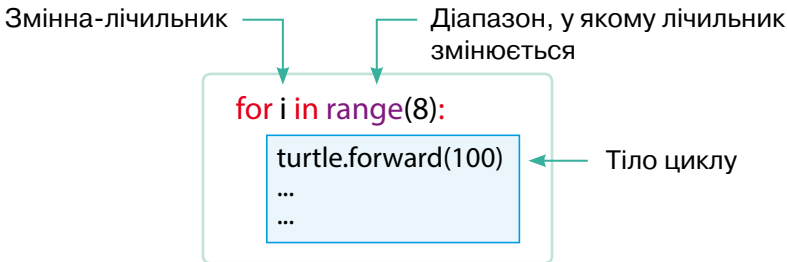 Змінна-лічильник
Діапазон, у якому лічильник
змінюється
for i in range(8):
turtle.forward(100)
...
...
Тіло циклу